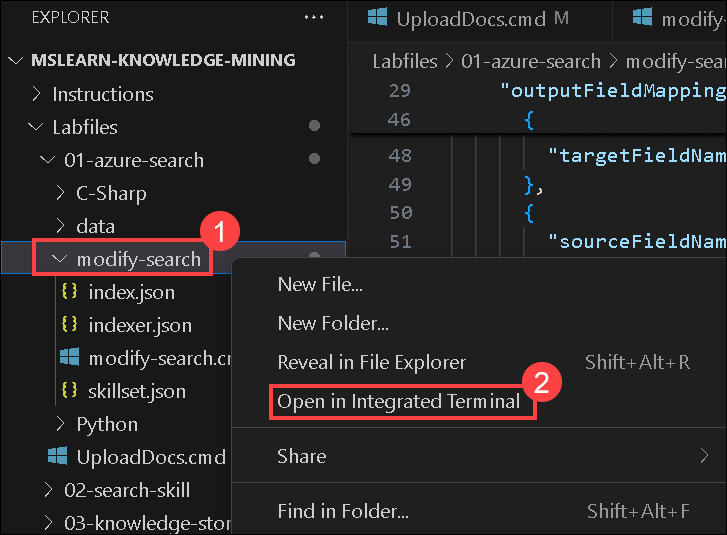 EXPLORER ...
MSLEARN-KNOWLEDGE-MINING
Instructions
Labfiles
01-azure-search
C-Sharp
data
1
modify-search
{} index.json
{} indexer.json
modify-search.cm
{} skillset.json
Python
UploadDocs.cmd
02-search-skill
03-knowledge-stor
UploadDocs.cmd M
modify-
Labfiles > 01-azure-search > modify-sear
29 "outputFieldMapping
46 {
48 "targetFieldNam
49 },
50 {
51 "sourceFieldNam
New File...
New Folder...
Reveal in File Explorer Shift+Alt+R
2
Open in Integrated Terminal
Share
Find in Folder... Shift+Alt+F